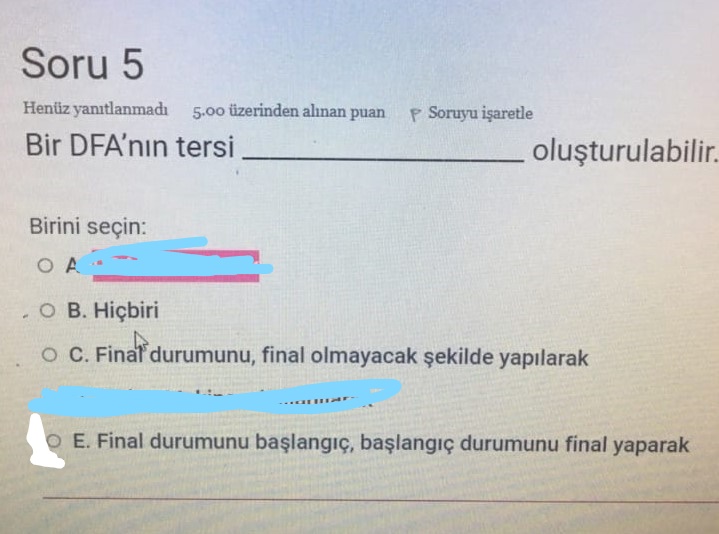 Soru 5
Henüz yanıtlanmadı 5.00 üzerinden alınan puan Soruyu işaretle
Bir DFA'nın tersi ____________________ oluşturulabilir.
Birini seçin:
A
B. Hiçbiri
C. Final durumunu, final olmayacak şekilde yapılarak
E. Final durumunu başlangıç, başlangıç durumunu final yaparak